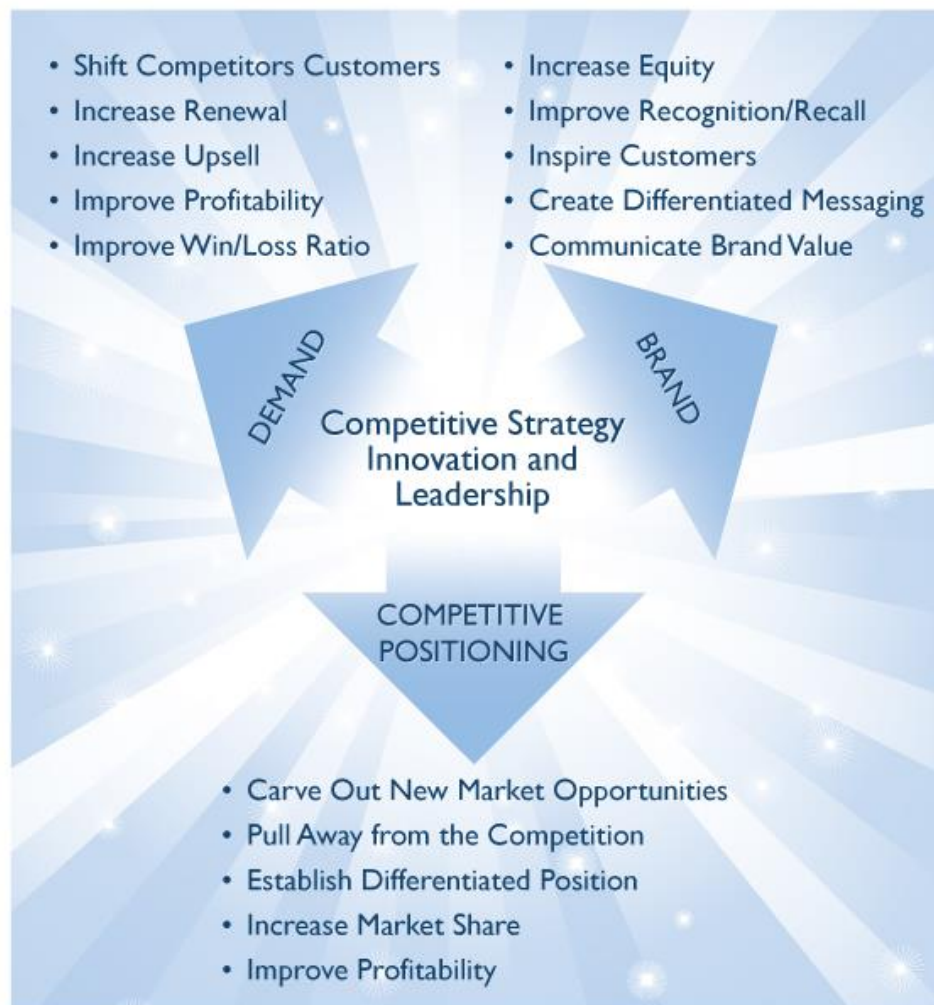 • Shift Competitors Customers
• Increase Renewal
• Increase Upsell
• Improve Profitability
• Improve Win/Loss Ratio
• Increase Equity
• Improve Recognition/Recall
• Inspire Customers
• Create Differentiated Messaging
• Communicate Brand Value
DEMAND
BRAND
Competitive Strategy
Innovation and
Leadership
COMPETITIVE
POSITIONING
• Carve Out New Market Opportunities
• Pull Away from the Competition
• Establish Differentiated Position
• Increase Market Share
• Improve Profitability